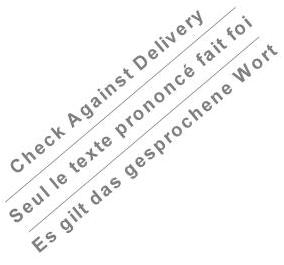 Check Against Delivery
Seul le texte prononcé fait foi
Es gilt das gesprochene Wort